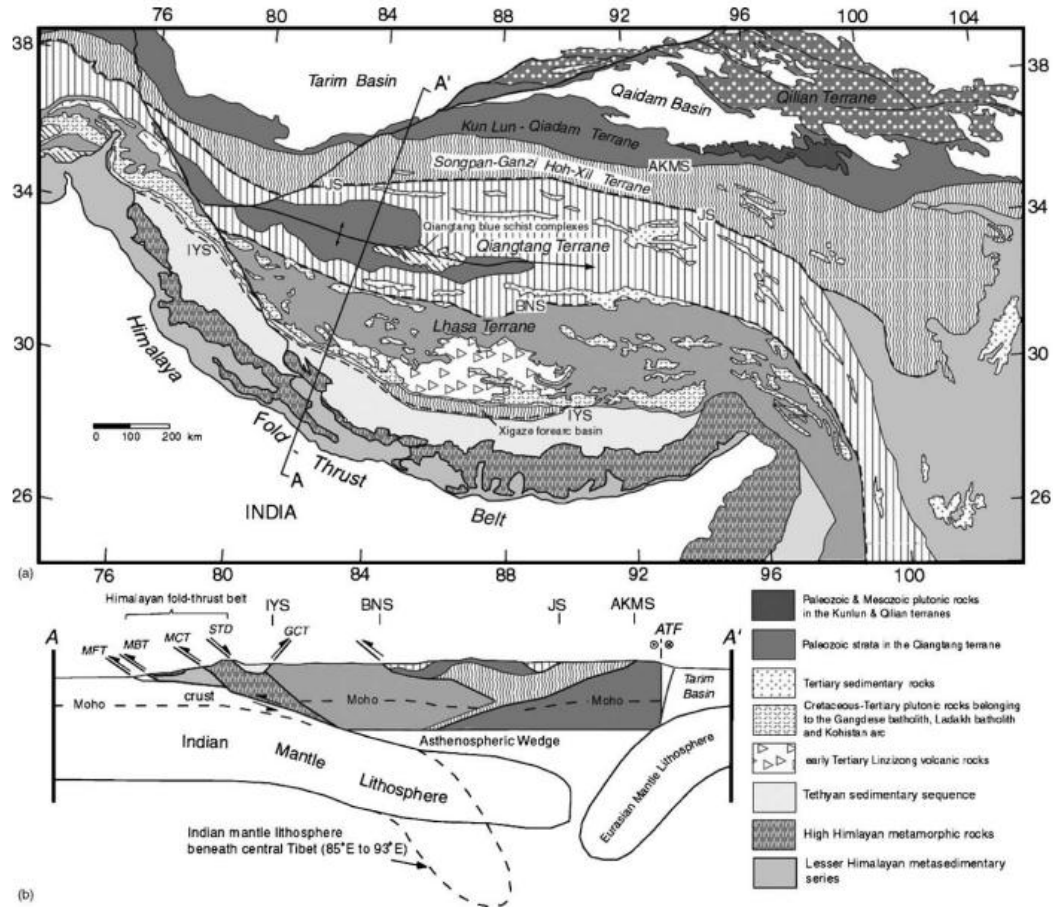 76 80 84 88 92 96 100 104
(a)
38
34
30
26
38
34
30
26
Tarim Basin
A'
Qaidam Basin
Qilian Terrane
Kun Lun - Qiadam Terrane
AKMS
Songpan-Ganzi
Hoh-Xil Terrane
JS
JS
Qiangtang blue schist complexes
Qiangtang Terrane
IYS
BNS
Lhasa Terrane
IYS
Xigaze forearc basin
Himalaya
Fold
- Thrust
Belt
0 100 200 km
A
INDIA
(a)
76 80 84 88 92 96 100
Himalayan fold-thrust belt
IYS BNS JS AKMS
A
MFT MBT MCT STD GCT
ATF
A'
Moho
crust
Moho
Moho
Tarim
Basin
Indian
Mantle
Lithosphere
Asthenospheric Wedge
Eurasian Mantle Lithosphere
Indian mantle lithosphere
beneath central Tibet (85°E to 93°E)
(b)
Paleozoic & Mesozoic plutonic rocks
in the Kunlun & Qilian terranes
Paleozoic strata in the Qiangtang terrane
Tertiary sedimentary rocks
Cretaceous-Tertiary plutonic rocks belonging
to the Gangdese batholith, Ladakh batholith
and Kohistan arc
early Tertiary Linzizong volcanic rocks
Tethyan sedimentary sequence
High Himlayan metamorphic rocks
Lesser Himalayan metasedimentary
series